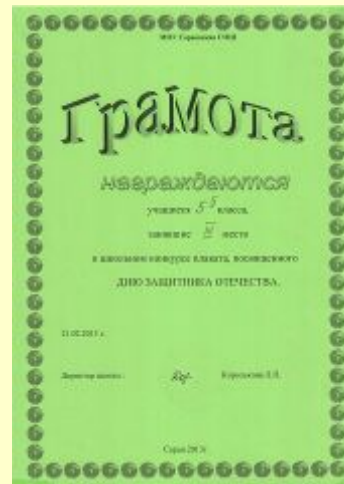 Грамота
награждаются
учащиеся 5 б класса,
занявшие III место
в школьном конкурсе плаката, посвященного
ДНЮ ЗАЩИТНИКА ОТЕЧЕСТВА.
Директор школы: